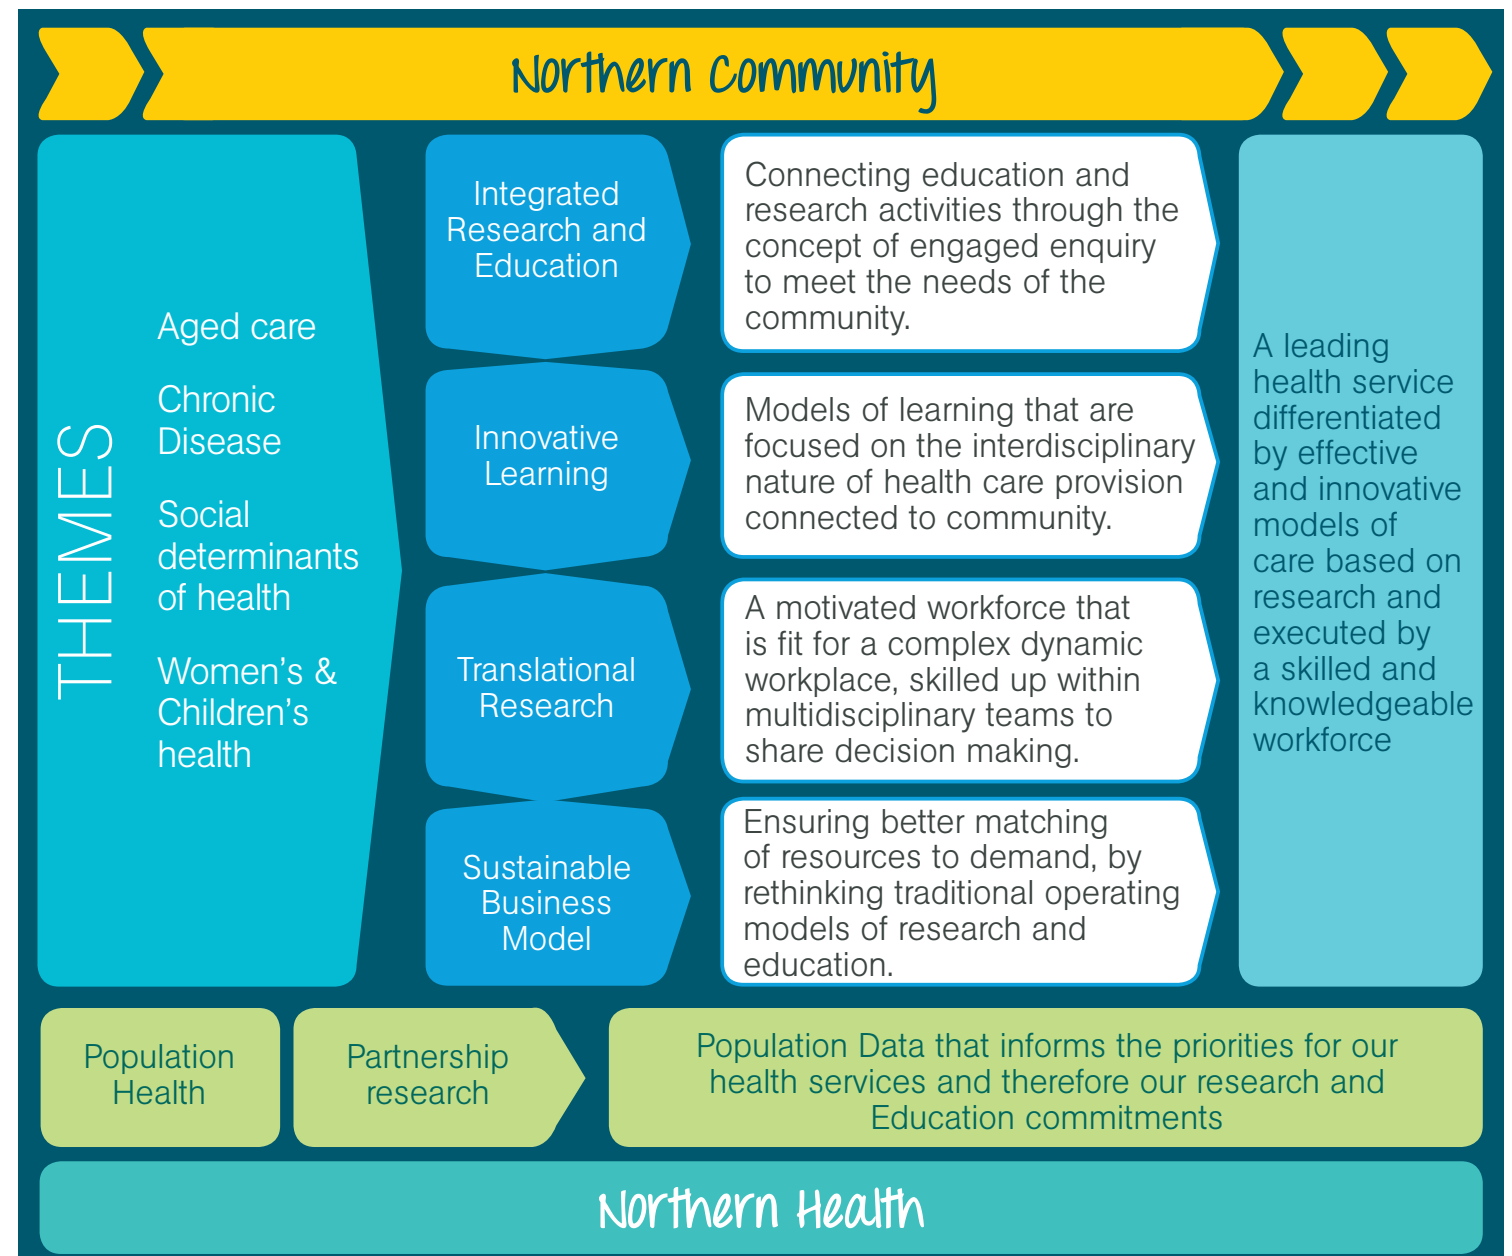 Northern Community
THEMES
Aged care
Chronic
Disease
Social
determinants
of health
Women's &
Children's
health
Integrated
Research and
Education
Connecting education and
research activities through the
concept of engaged enquiry
to meet the needs of the
community.
Innovative
Learning
Models of learning that are
focused on the interdisciplinary
nature of health care provision
connected to community.
Translational
Research
A motivated workforce that
is fit for a complex dynamic
workplace, skilled up within
multidisciplinary teams to
share decision making.
Sustainable
Business
Model
Ensuring better matching
of resources to demand, by
rethinking traditional operating
models of research and
education.
A leading
health service
differentiated
by effective
and innovative
models of
care based on
research and
executed by
a skilled and
knowledgeable
workforce
Population
Health
Partnership
research
Population Data that informs the priorities for our
health services and therefore our research and
Education commitments
Northern Health